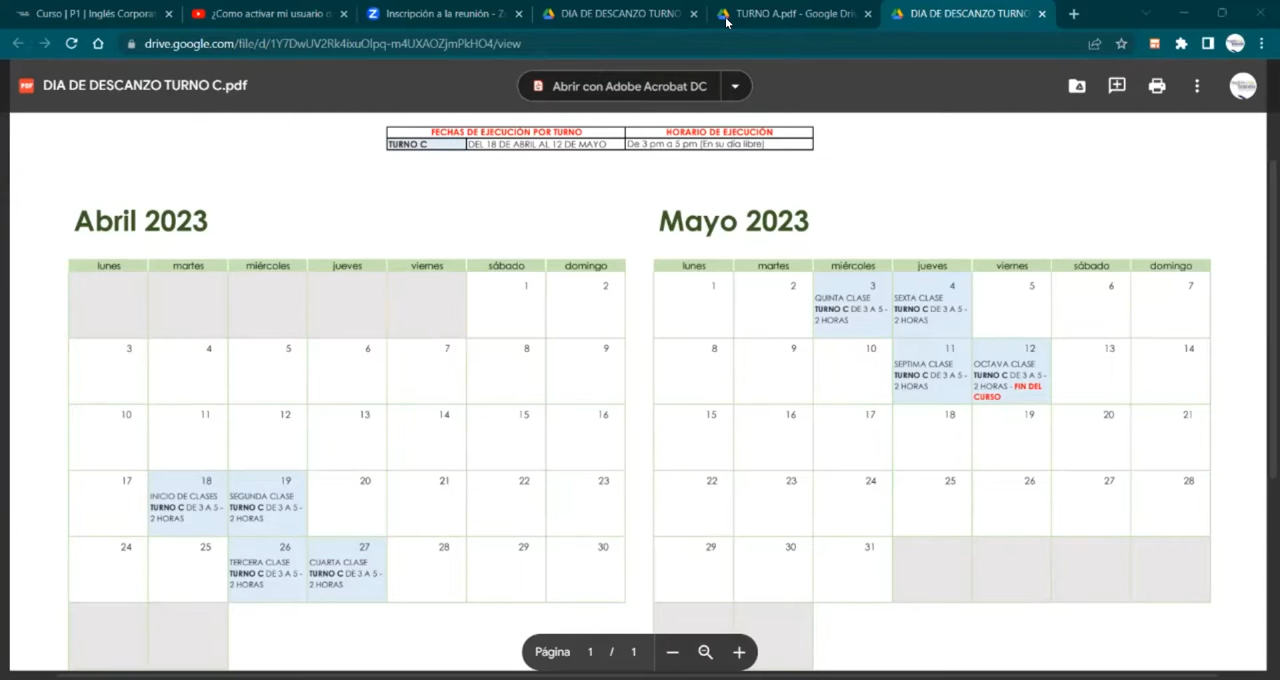 Curso | P1 | Inglés Corporat
¿Como activar mi usuario o
Inscripción a la reunión - Z
DIA DE DESCANZO TURNO
TURNO A.pdf - Google Driv
DIA DE DESCANZO TURNO
drive.google.com/file/d/1Y7DwUV2Rk4ixuOlpq-m4UXAOZjmPkHO4/view
PDF
DIA DE DESCANZO TURNO C.pdf
Abrir con Adobe Acrobat DC
FECHAS DE EJECUCIÓN POR TURNO HORARIO DE EJECUCIÓN
TURNO C DEL 18 DE ABRIL AL 12 DE MAYO De 3 pm a 5 pm (En su día libre)
Abril 2023
lunes martes miércoles jueves viernes sábado domingo
1 2
3 4 5 6 7 8 9
10 11 12 13 14 15 16
17 18 19 20 21 22 23
INICIO DE CLASES SEGUNDA CLASE
TURNO C DE 3 A 5 - TURNO C DE 3 A 5 -
2 HORAS 2 HORAS
24 25 26 27 28 29 30
TERCERA CLASE CUARTA CLASE
TURNO C DE 3 A 5 - TURNO C DE 3 A 5 -
2 HORAS 2 HORAS
Mayo 2023
lunes martes miércoles jueves viernes sábado domingo
1 2 3 4 5 6 7
QUINTA CLASE SEXTA CLASE
TURNO C DE 3 A 5 - TURNO C DE 3 A 5 -
2 HORAS 2 HORAS
8 9 10 11 12 13 14
SEPTIMA CLASE OCTAVA CLASE
TURNO C DE 3 A 5 - TURNO C DE 3 A 5 -
2 HORAS 2 HORAS - FIN DEL
CURSO
15 16 17 18 19 20 21
22 23 24 25 26 27 28
29 30 31
Página 1 / 1